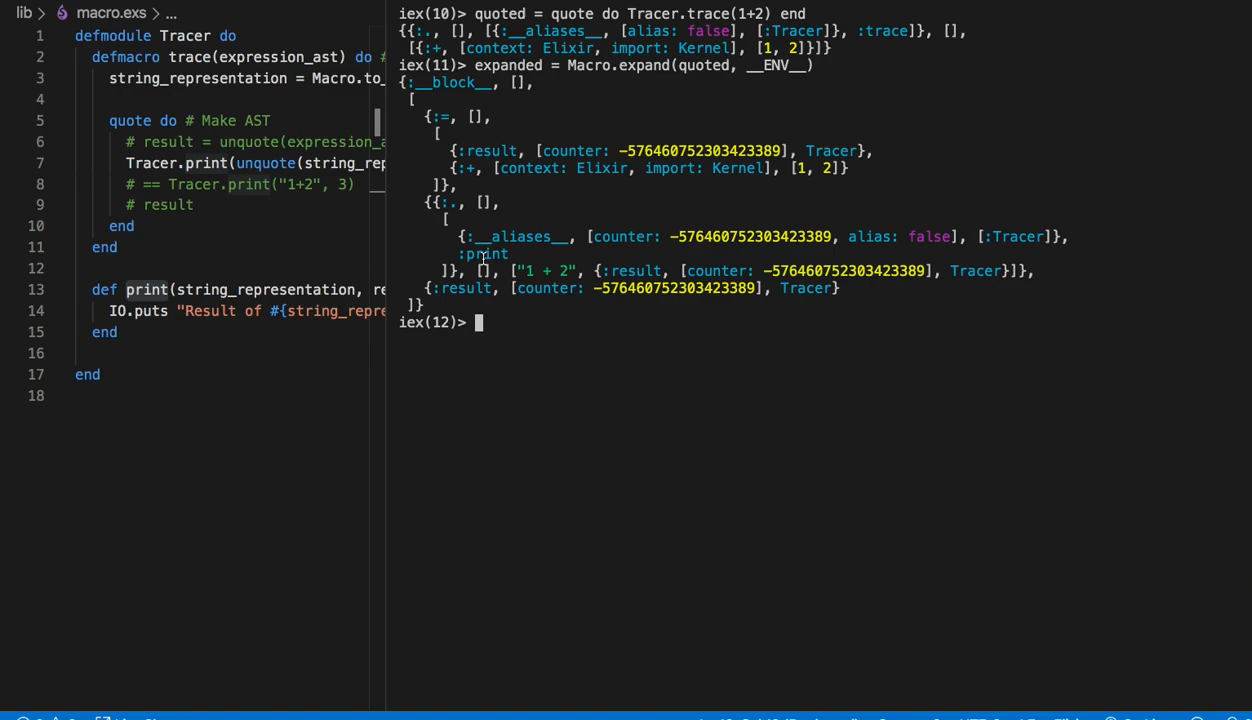 lib > macro.exs > ...
1 defmodule Tracer do
2 defmacro trace(expression_ast) do #
3 string_representation = Macro.to_
4
5 quote do # Make AST
6 # result = unquote(expression_a
7 Tracer.print(unquote(string_rep
8 # == Tracer.print("1+2", 3) __
9 # result
10 end
11 end
12
13 def print(string_representation, re
14 IO.puts "Result of #{string_repre
15 end
16
17 end
18
iex(10)> quoted = quote do Tracer.trace(1+2) end
{{:., [], [{:__aliases__, [alias: false], [:Tracer]}, :trace]}, [],
[{:+, [context: Elixir, import: Kernel], [1, 2]}]}
iex(11)> expanded = Macro.expand(quoted, __ENV__)
{:__block__, [],
[
{:=, [],
[
{:result, [counter: -576460752303423389], Tracer},
{:+, [context: Elixir, import: Kernel], [1, 2]}
]},
{{:., [],
[
{:__aliases__, [counter: -576460752303423389, alias: false], [:Tracer]},
:print
]}, [], ["1 + 2", {:result, [counter: -576460752303423389], Tracer}]},
{:result, [counter: -576460752303423389], Tracer}
]}
iex(12)>